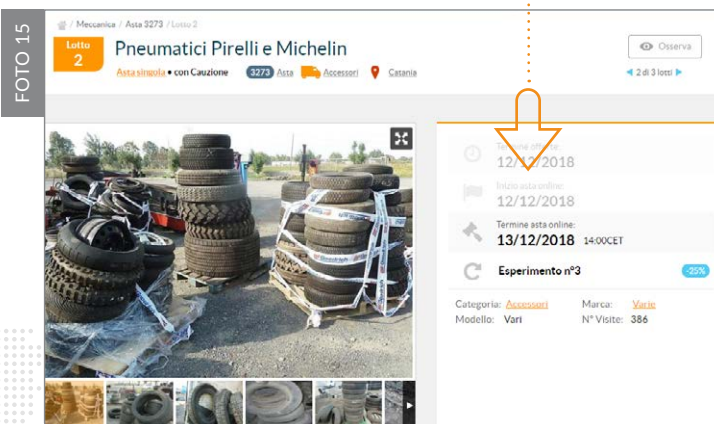 FOTO 15
/ Meccanica / Asta 3273 / Lotto 2
Lotto
2
Pneumatici Pirelli e Michelin
Asta singola • con Cauzione 3273 Asta Accessori Catania
Osserva
2 di 3 lotti
Termine offerte:
12/12/2018
Inizio asta online:
12/12/2018
Termine asta online:
13/12/2018 14:00CET
Esperimento n°3 -25%
Categoria: Accessori Marca: Varie
Modello: Vari N° Visite: 386